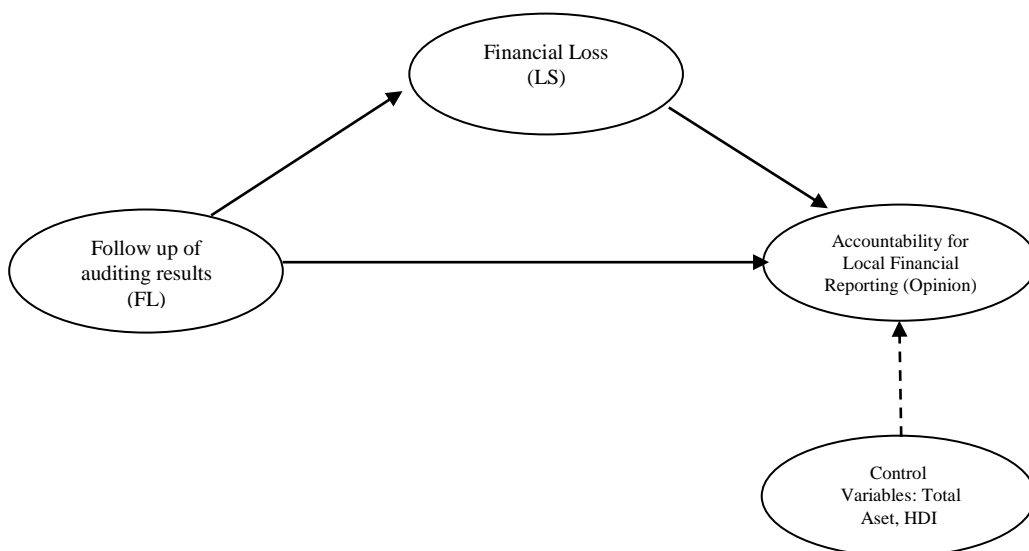 Financial Loss
(LS)
Follow up of
auditing results
(FL)
Accountability for
Local Financial
Reporting (Opinion)
Control
Variables: Total
Aset, HDI